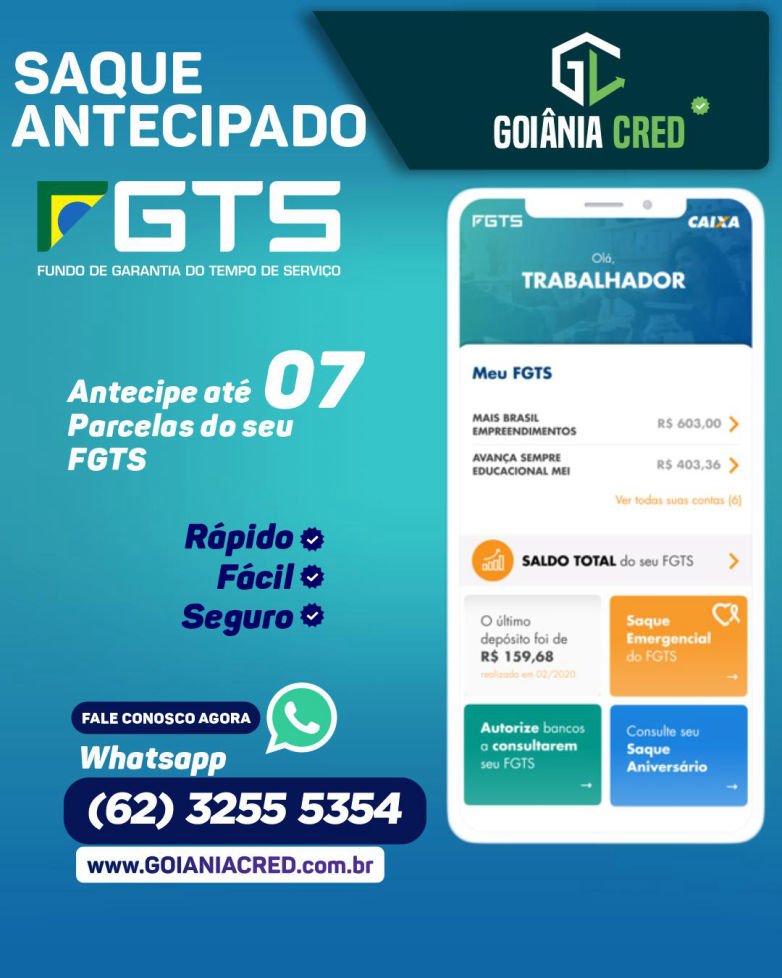 SAQUE
ANTECIPADO
GOIÂNIA CRED
FGTS
FUNDO DE GARANTIA DO TEMPO DE SERVIÇO
Antecipe até 07
Parcelas do seu
FGTS
Rápido
Fácil
Seguro
FALE CONOSCO AGORA
Whatsapp
(62) 3255 5354
www.GOIANIACRED.com.br
FGTS
CAIXA
Olá,
TRABALHADOR
Meu FGTS
MAIS BRASIL
EMPREENDIMENTOS
R$ 603,00
AVANÇA SEMPRE
EDUCACIONAL MEI
R$ 403,36
Ver todas suas contas (6)
SALDO TOTAL do seu FGTS
O último
depósito foi de
R$ 159,68
realizado em 02/2020
Saque
Emergencial
do FGTS
Autorize bancos
a consultarem
seu FGTS
Consulte seu
Saque
Aniversário